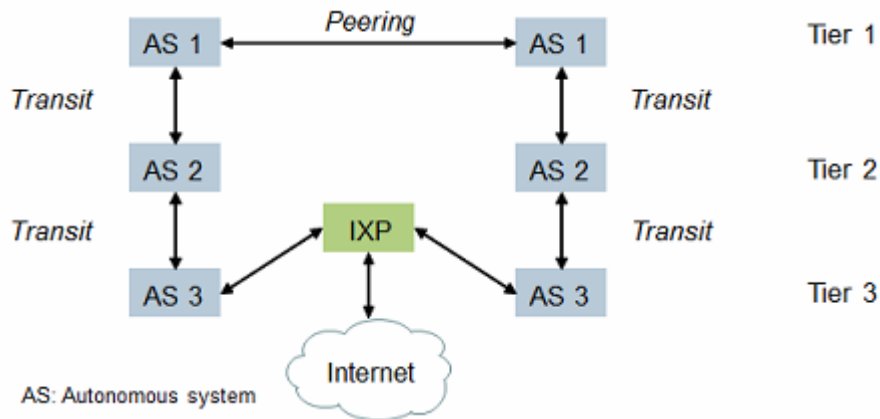 Peering
AS 1
AS 1
Tier 1
Transit
Transit
AS 2
AS 2
Tier 2
Transit
IXP
Transit
AS 3
AS 3
Tier 3
Internet
AS: Autonomous system